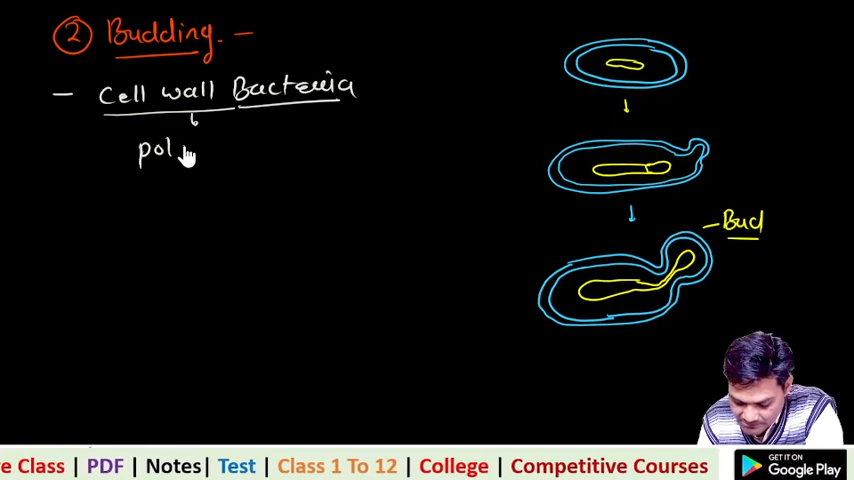 ② Budding. -
- Cell wall Bacteria
pol
- Bud
e Class | PDF | Notes| Test | Class 1 To 12 | College | Competitive Courses
GET IT ON
Google Play